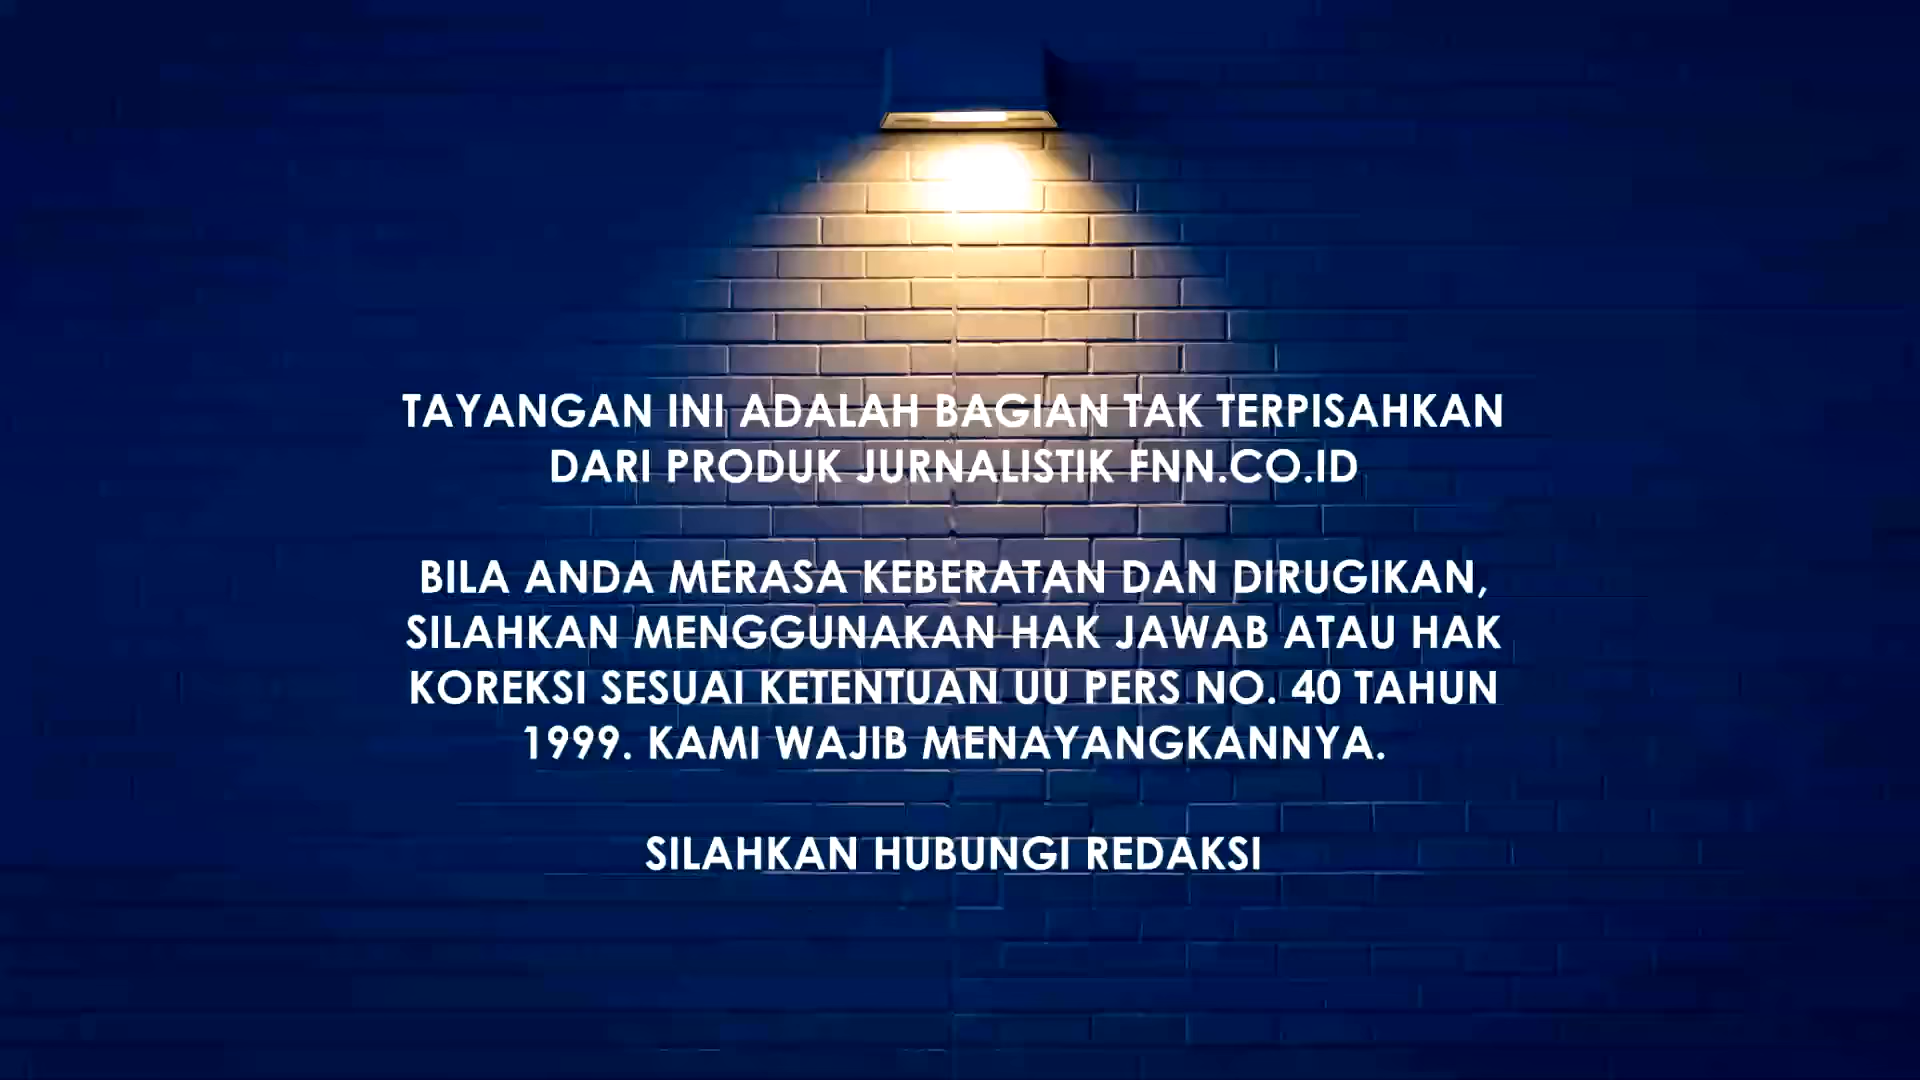 TAYANGAN INI ADALAH BAGIAN TAK TERPISAHKAN
DARI PRODUK JURNALISTIK FNN.CO.ID
BILA ANDA MERASA KEBERATAN DAN DIRUGIKAN,
SILAHKAN MENGGUNAKAN HAK JAWAB ATAU HAK
KOREKSI SESUAI KETENTUAN UU PERS NO. 40 TAHUN
1999. KAMI WAJIB MENAYANGKANNYA.
SILAHKAN HUBUNGI REDAKSI